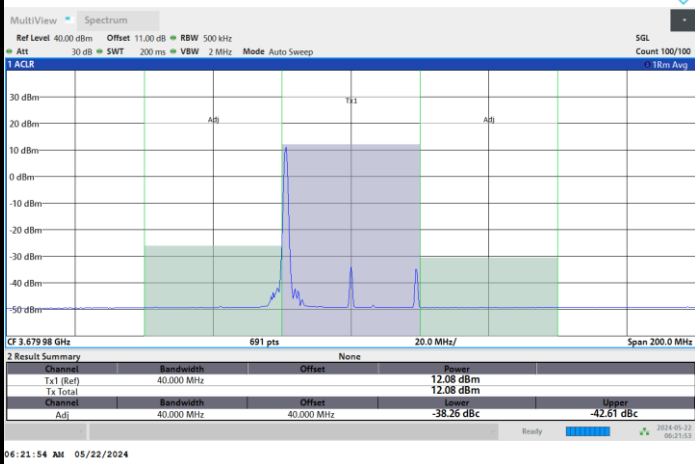 MultiView Spectrum
Ref Level 40.00 dBm Offset 11.00 dB RBW 500 kHz SGL
Att 30 dB SWT 200 ms VBW 2 MHz Mode Auto Sweep Count 100/100
1 ACLR 1Rm Avg
30 dBm
Tx1
20 dBm Adj Adj
10 dBm
0 dBm
-10 dBm
-20 dBm
-30 dBm
-40 dBm
-50 dBm
CF 3.679 98 GHz 691 pts 20.0 MHz/ Span 200.0 MHz
2 Result Summary None
Channel Bandwidth Offset Power
Tx1 (Ref) 40.000 MHz 12.08 dBm
Tx Total 12.08 dBm
Channel Bandwidth Offset Lower Upper
Adj 40.000 MHz 40.000 MHz -38.26 dBc -42.61 dBc
Ready 2024-05-22
06:21:53
06:21:54 AM 05/22/2024